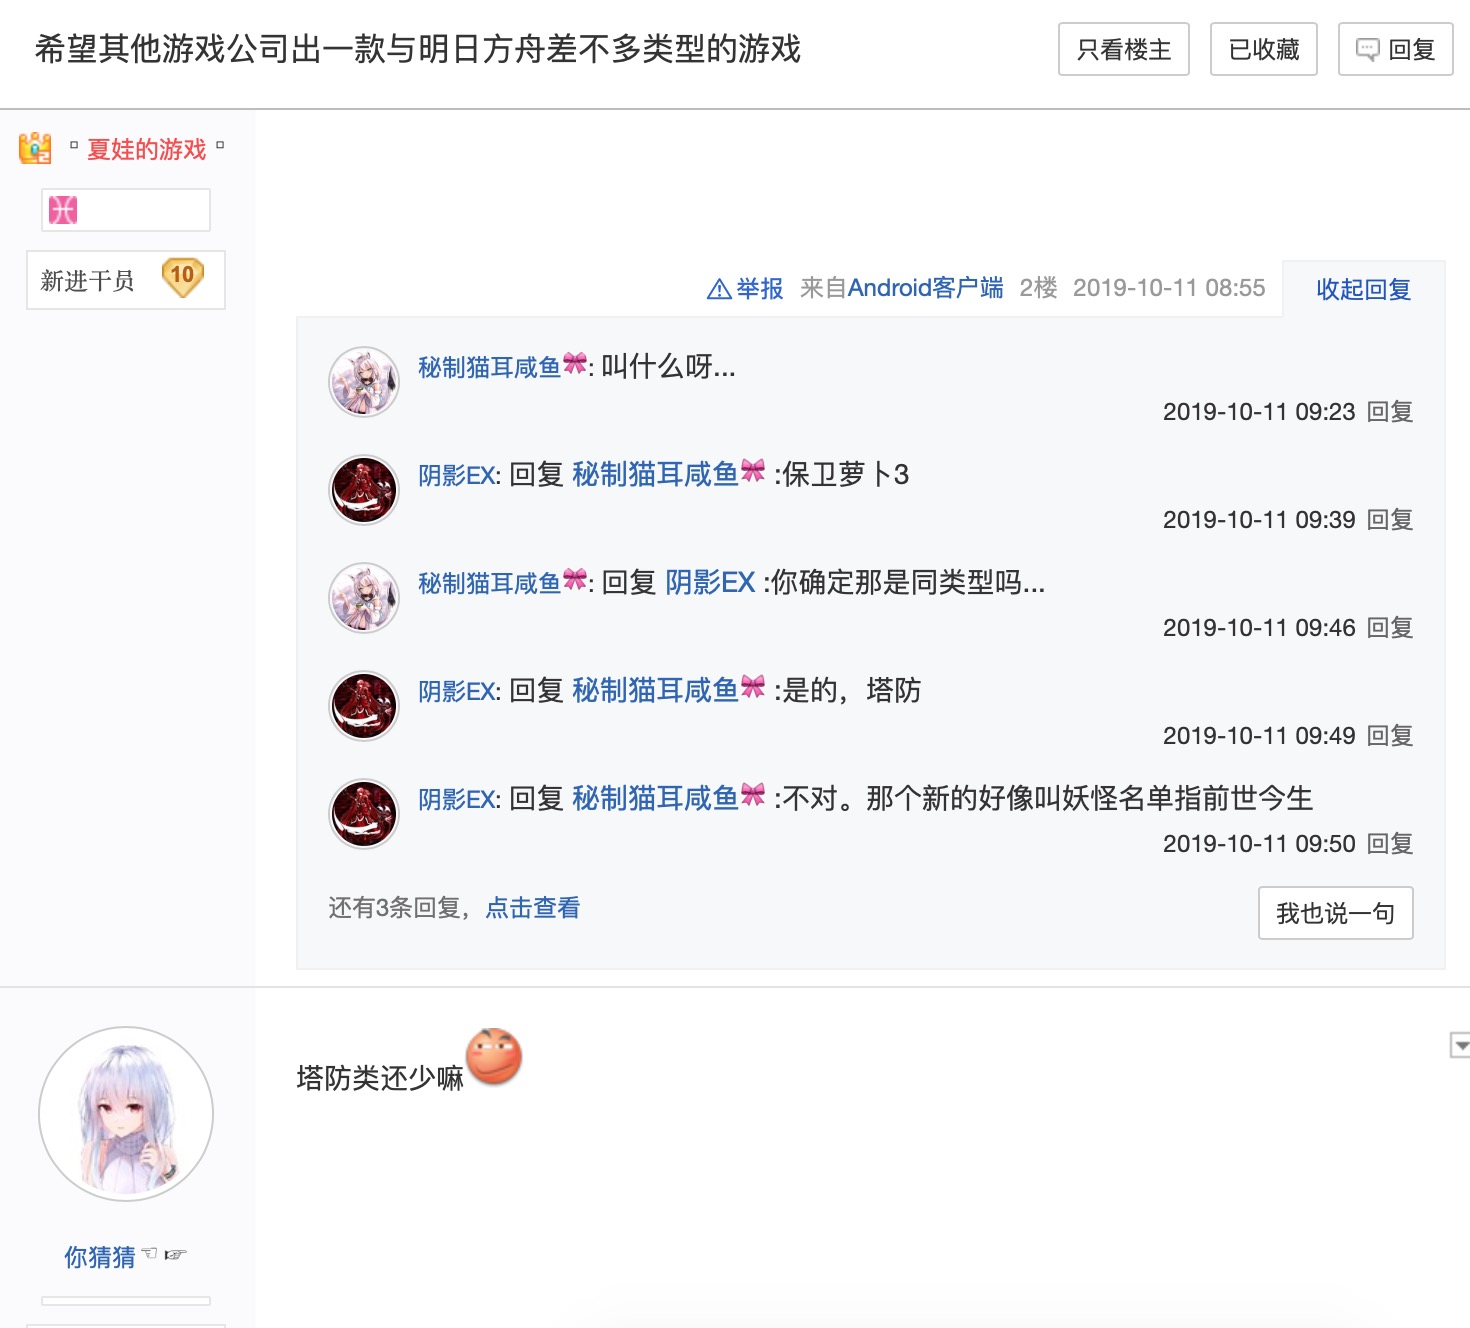 希望其他游戏公司出一款与明日方舟差不多类型的游戏
只看楼主
已收藏
回复
▫夏娃的游戏▫
新进干员 10
举报 来自Android客户端 2楼 2019-10-11 08:55 收起回复
秘制猫耳咸鱼🎀: 叫什么呀...
2019-10-11 09:23 回复
阴影EX: 回复 秘制猫耳咸鱼🎀 :保卫萝卜3
2019-10-11 09:39 回复
秘制猫耳咸鱼🎀: 回复 阴影EX :你确定那是同类型吗...
2019-10-11 09:46 回复
阴影EX: 回复 秘制猫耳咸鱼🎀 :是的，塔防
2019-10-11 09:49 回复
阴影EX: 回复 秘制猫耳咸鱼🎀 :不对。那个新的好像叫妖怪名单指前世今生
2019-10-11 09:50 回复
还有3条回复，点击查看
我也说一句
塔防类还少嘛
你猜猜☜☞